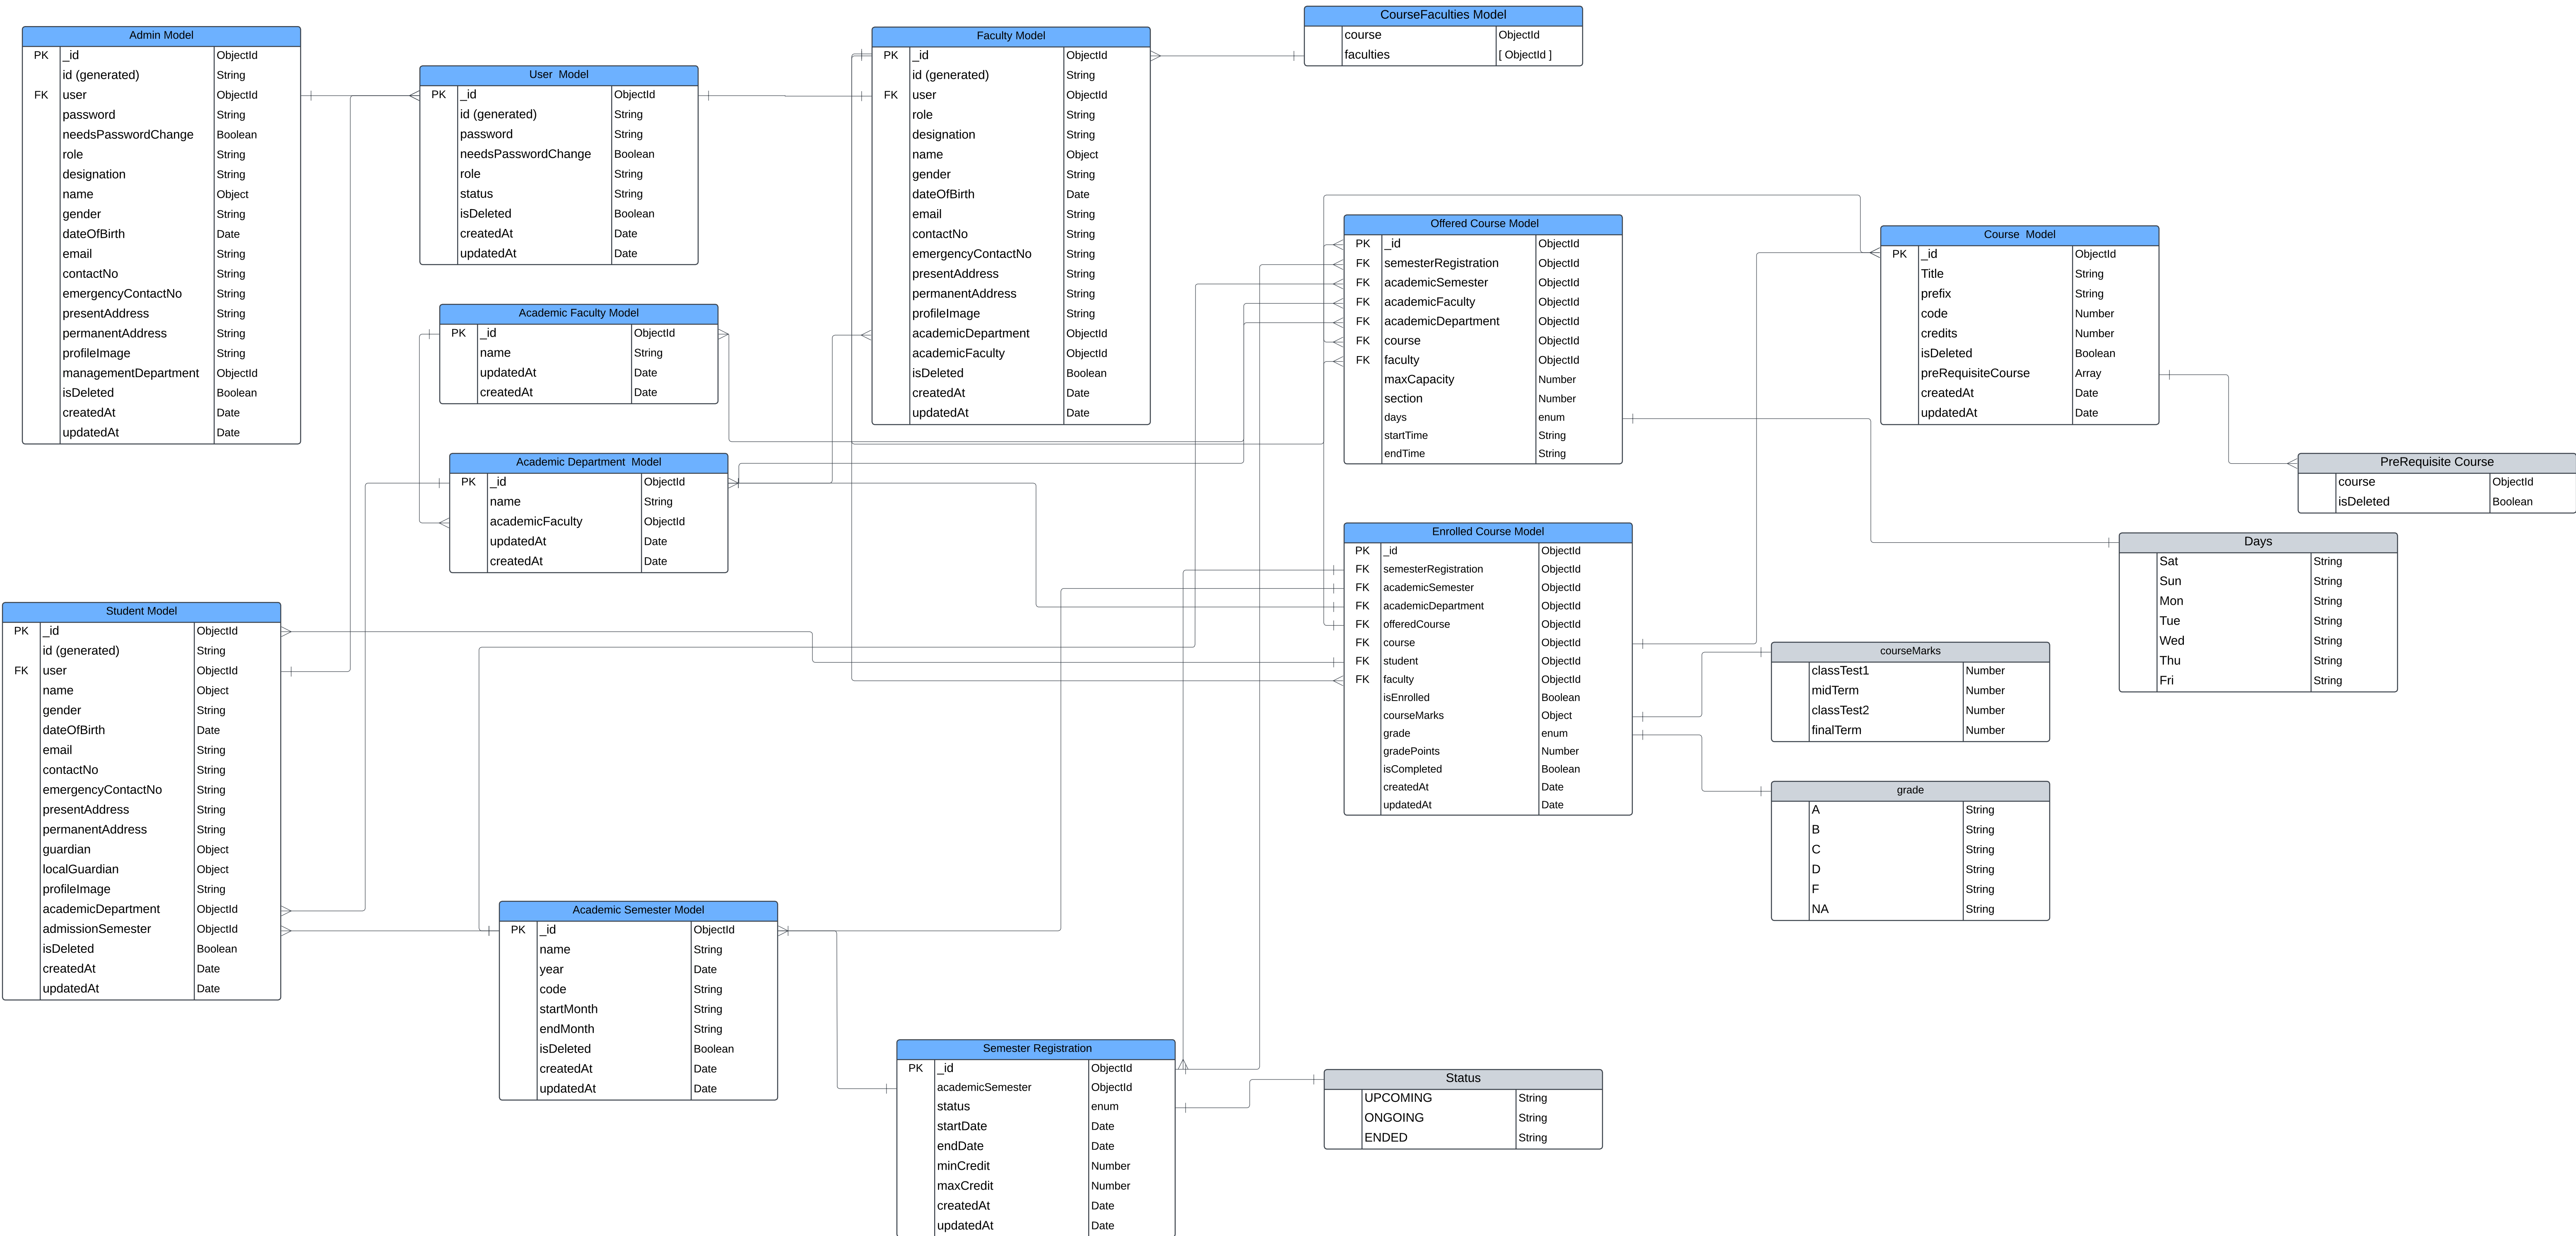 CourseFaculties Model
course ObjectId
faculties [ ObjectId ]
Admin Model
PK _id ObjectId
id (generated) String
FK user ObjectId
password String
needsPasswordChange Boolean
role String
designation String
name Object
gender String
dateOfBirth Date
email String
contactNo String
emergencyContactNo String
presentAddress String
permanentAddress String
profileImage String
managementDepartment ObjectId
isDeleted Boolean
createdAt Date
updatedAt Date
User Model
PK _id ObjectId
id (generated) String
password String
needsPasswordChange Boolean
role String
status String
isDeleted Boolean
createdAt Date
updatedAt Date
Faculty Model
PK _id ObjectId
id (generated) String
FK user ObjectId
role String
designation String
name Object
gender String
dateOfBirth Date
email String
contactNo String
emergencyContactNo String
presentAddress String
permanentAddress String
profileImage String
academicDepartment ObjectId
academicFaculty ObjectId
isDeleted Boolean
createdAt Date
updatedAt Date
Offered Course Model
PK _id ObjectId
FK semesterRegistration ObjectId
FK academicSemester ObjectId
FK academicFaculty ObjectId
FK academicDepartment ObjectId
FK course ObjectId
FK faculty ObjectId
maxCapacity Number
section Number
days enum
startTime String
endTime String
Course Model
PK _id ObjectId
Title String
prefix String
code Number
credits Number
isDeleted Boolean
preRequisiteCourse Array
createdAt Date
updatedAt Date
Academic Faculty Model
PK _id ObjectId
name String
updatedAt Date
createdAt Date
Academic Department Model
PK _id ObjectId
name String
academicFaculty ObjectId
updatedAt Date
createdAt Date
PreRequisite Course
course ObjectId
isDeleted Boolean
Enrolled Course Model
PK _id ObjectId
FK semesterRegistration ObjectId
FK academicSemester ObjectId
FK academicDepartment ObjectId
FK offeredCourse ObjectId
FK course ObjectId
FK student ObjectId
FK faculty ObjectId
isEnrolled Boolean
courseMarks Object
grade enum
gradePoints Number
isCompleted Boolean
createdAt Date
updatedAt Date
Days
Sat String
Sun String
Mon String
Tue String
Wed String
Thu String
Fri String
Student Model
PK _id ObjectId
id (generated) String
FK user ObjectId
name Object
gender String
dateOfBirth Date
email String
contactNo String
emergencyContactNo String
presentAddress String
permanentAddress String
guardian Object
localGuardian Object
profileImage String
academicDepartment ObjectId
admissionSemester ObjectId
isDeleted Boolean
createdAt Date
updatedAt Date
courseMarks
classTest1 Number
midTerm Number
classTest2 Number
finalTerm Number
grade
A String
B String
C String
D String
F String
NA String
Academic Semester Model
PK _id ObjectId
name String
year Date
code String
startMonth String
endMonth String
isDeleted Boolean
createdAt Date
updatedAt Date
Semester Registration
PK _id ObjectId
academicSemester ObjectId
status enum
startDate Date
endDate Date
minCredit Number
maxCredit Number
createdAt Date
updatedAt Date
Status
UPCOMING String
ONGOING String
ENDED String